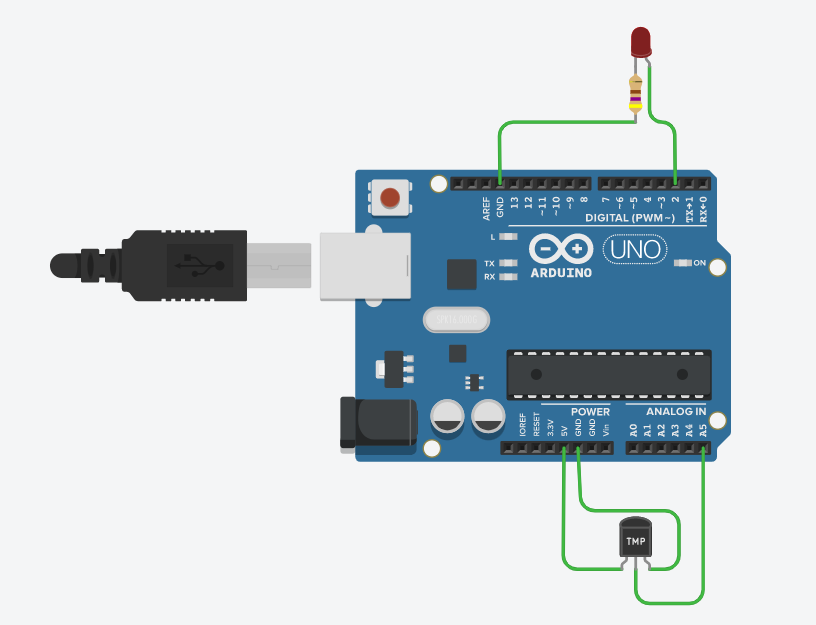 AREF
GND
13
12
~11
~10
~9
8
7
~6
~5
4
~3
2
TX→1
RX←0
DIGITAL (PWM~)
L
TX
RX
ARDUINO
UNO
ON
POWER
ANALOG IN
IOREF
RESET
3.3V
5V
GND
GND
Vin
A0
A1
A2
A3
A4
A5
TMP